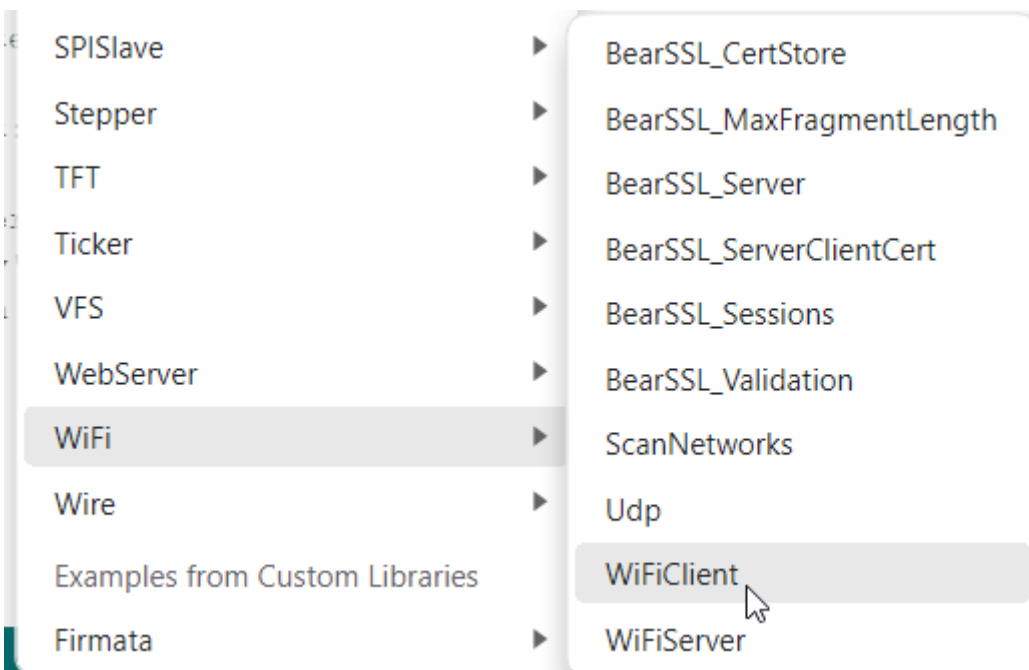 SPISlave
Stepper
TFT
Ticker
VFS
WebServer
WiFi
Wire
Examples from Custom Libraries
Firmata
BearSSL_CertStore
BearSSL_MaxFragmentLength
BearSSL_Server
BearSSL_ServerClientCert
BearSSL_Sessions
BearSSL_Validation
ScanNetworks
Udp
WiFiClient
WiFiServer